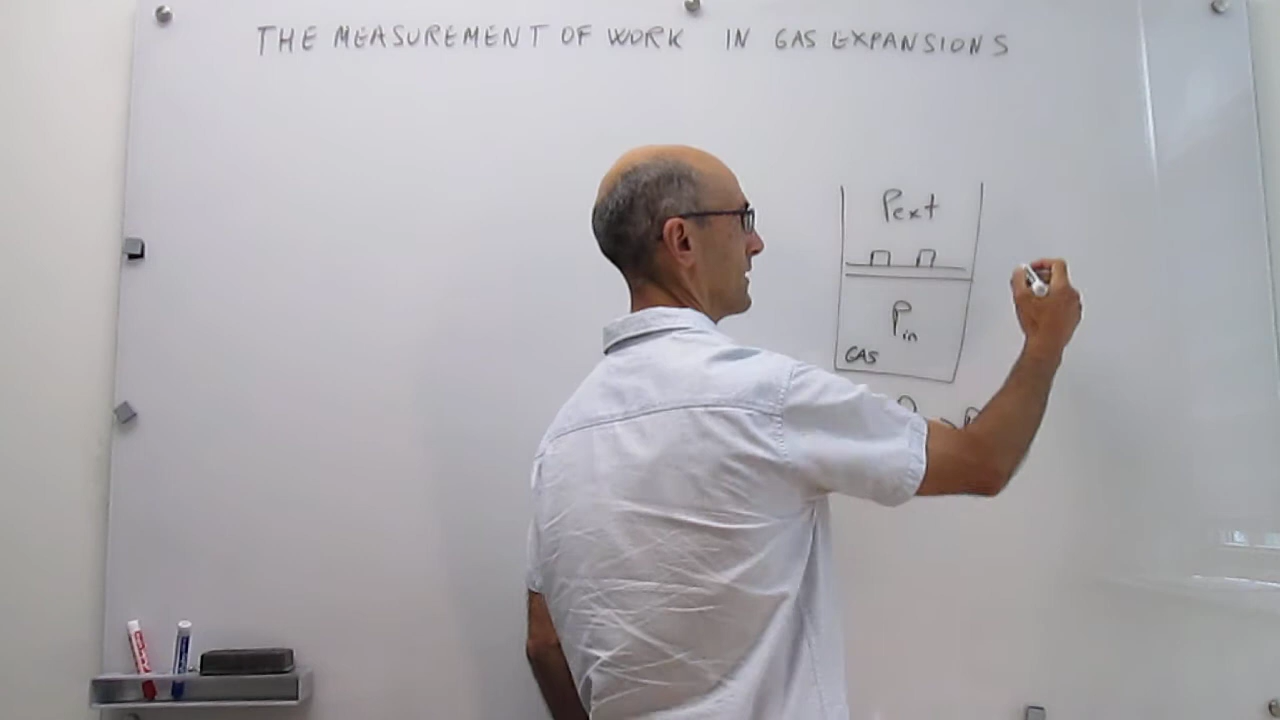 THE MEASUREMENT OF WORK IN GAS EXPANSIONS
Pext
Pin
GAS